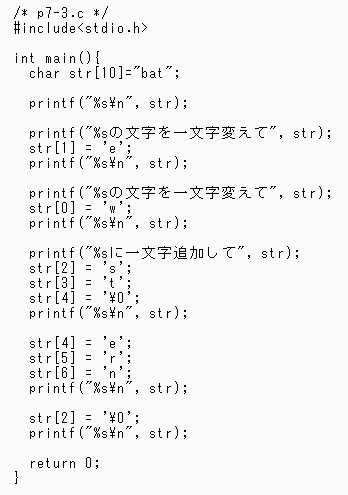 /* p7-3.c */
#include<stdio.h>
int main(){
char str[10]="bat";
printf("%s¥n", str);
printf("%sの文字を一文字変えて", str);
str[1] = 'e';
printf("%s¥n", str);
printf("%sの文字を一文字変えて", str);
str[0] = 'w';
printf("%s¥n", str);
printf("%sに一文字追加して", str);
str[2] = 's';
str[3] = 't';
str[4] = '¥0';
printf("%s¥n", str);
str[4] = 'e';
str[5] = 'r';
str[6] = 'n';
printf("%s¥n", str);
str[2] = '¥0';
printf("%s¥n", str);
return 0;
}